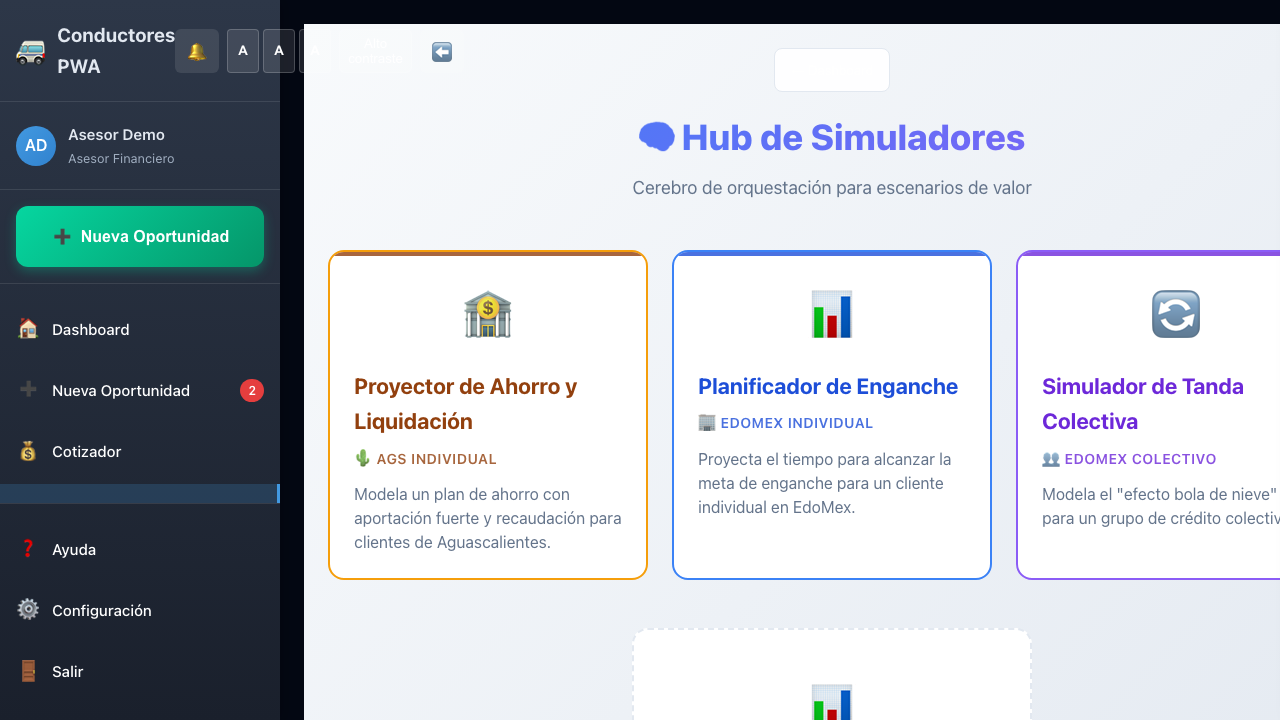 Conductores
PWA
A
A
A
AD
Asesor Demo
Asesor Financiero
Nueva Oportunidad
Dashboard
Nueva Oportunidad
2
Cotizador
Ayuda
Configuración
Salir
Hub de Simuladores
Cerebro de orquestación para escenarios de valor
Proyector de Ahorro y
Liquidación
AGS INDIVIDUAL
Modela un plan de ahorro con
aportación fuerte y recaudación para
clientes de Aguascalientes.
Planificador de Enganche
EDOMEX INDIVIDUAL
Proyecta el tiempo para alcanzar la
meta de enganche para un cliente
individual en EdoMex.
Simulador de Tanda
Colectiva
EDOMEX COLECTIVO
Modela el "efecto bola de nieve"
para un grupo de crédito colectiv